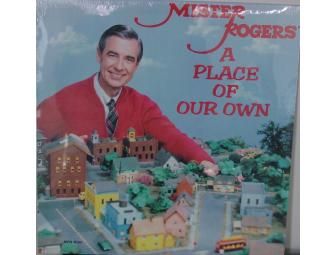 MISTER
ROGERS'
A
PLACE
OF
OUR OWN